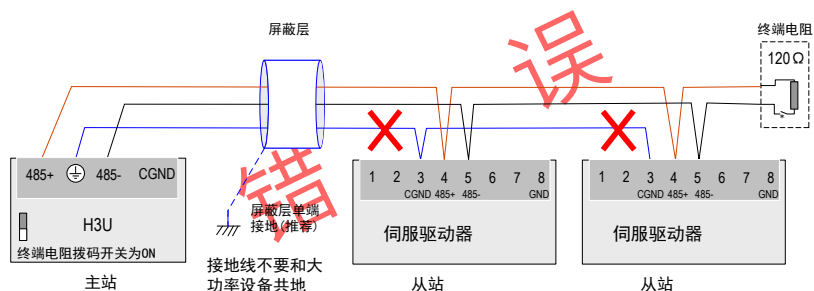 屏蔽层
终端电阻
120Ω
误
错
485+ 485- CGND
H3U
终端电阻拨码开关为ON
主站
屏蔽层单端
接地(推荐)
接地线不要和大
功率设备共地
1 2 3 4 5 6 7 8
CGND 485+ 485- GND
伺服驱动器
从站
1 2 3 4 5 6 7 8
CGND 485+ 485- GND
伺服驱动器
从站